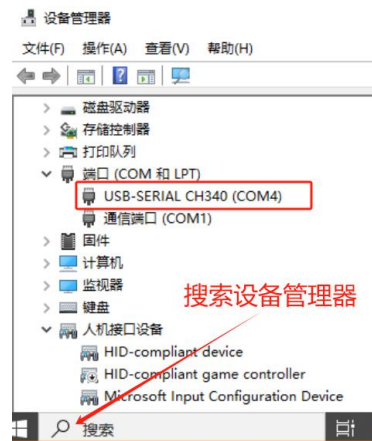 设备管理器
文件(F) 操作(A) 查看(V) 帮助(H)
磁盘驱动器
存储控制器
打印队列
端口 (COM 和 LPT)
USB-SERIAL CH340 (COM4)
通信端口 (COM1)
固件
计算机
监视器
搜索设备管理器
键盘
人机接口设备
HID-compliant device
HID-compliant game controller
Microsoft Input Configuration Device
搜索